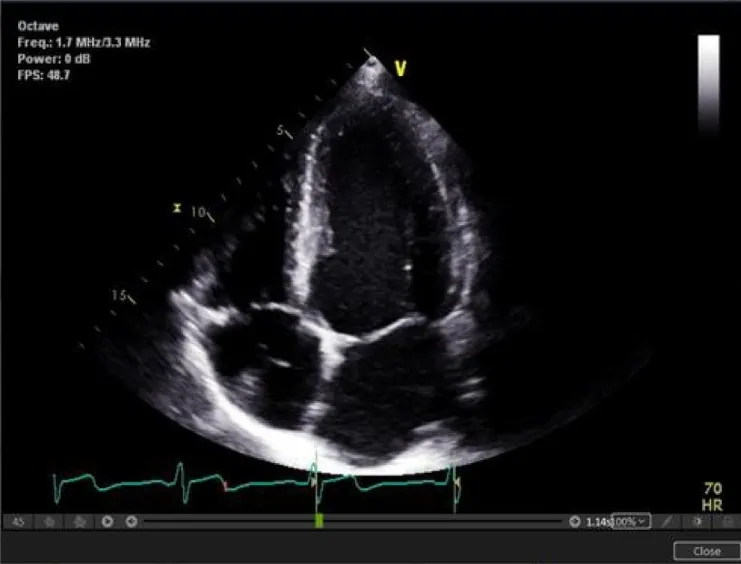 Octave
Freq.: 1.7 MHz/3.3 MHz
Power: 0 dB
FPS: 48.7
V
5
10
15
70
HR
45
1.14s
100%
Close